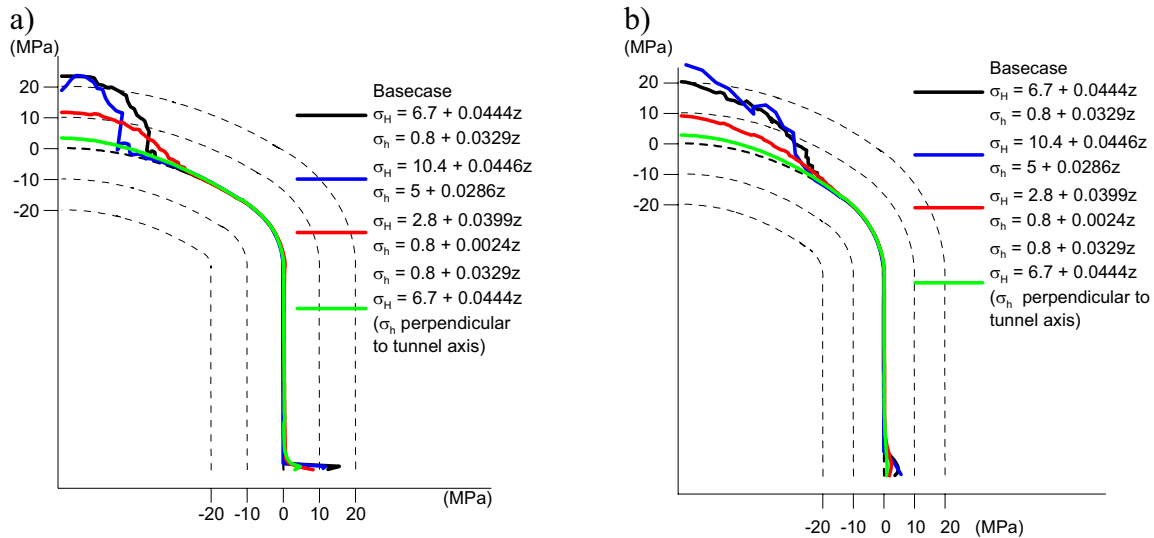 a)
(MPa)
20
10
0
-10
-20
Basecase
σH = 6.7 + 0.0444z
σh = 0.8 + 0.0329z
σH = 10.4 + 0.0446z
σh = 5 + 0.0286z
σH = 2.8 + 0.0399z
σh = 0.8 + 0.0024z
σh = 0.8 + 0.0329z
σH = 6.7 + 0.0444z
(σh perpendicular
to tunnel axis)
(MPa)
-20 -10 0 10 20
b)
(MPa)
20
10
0
-10
-20
Basecase
σH = 6.7 + 0.0444z
σh = 0.8 + 0.0329z
σH = 10.4 + 0.0446z
σh = 5 + 0.0286z
σH = 2.8 + 0.0399z
σh = 0.8 + 0.0024z
σh = 0.8 + 0.0329z
σH = 6.7 + 0.0444z
(σh perpendicular to
tunnel axis)
-20 -10 0 10 20 (MPa)